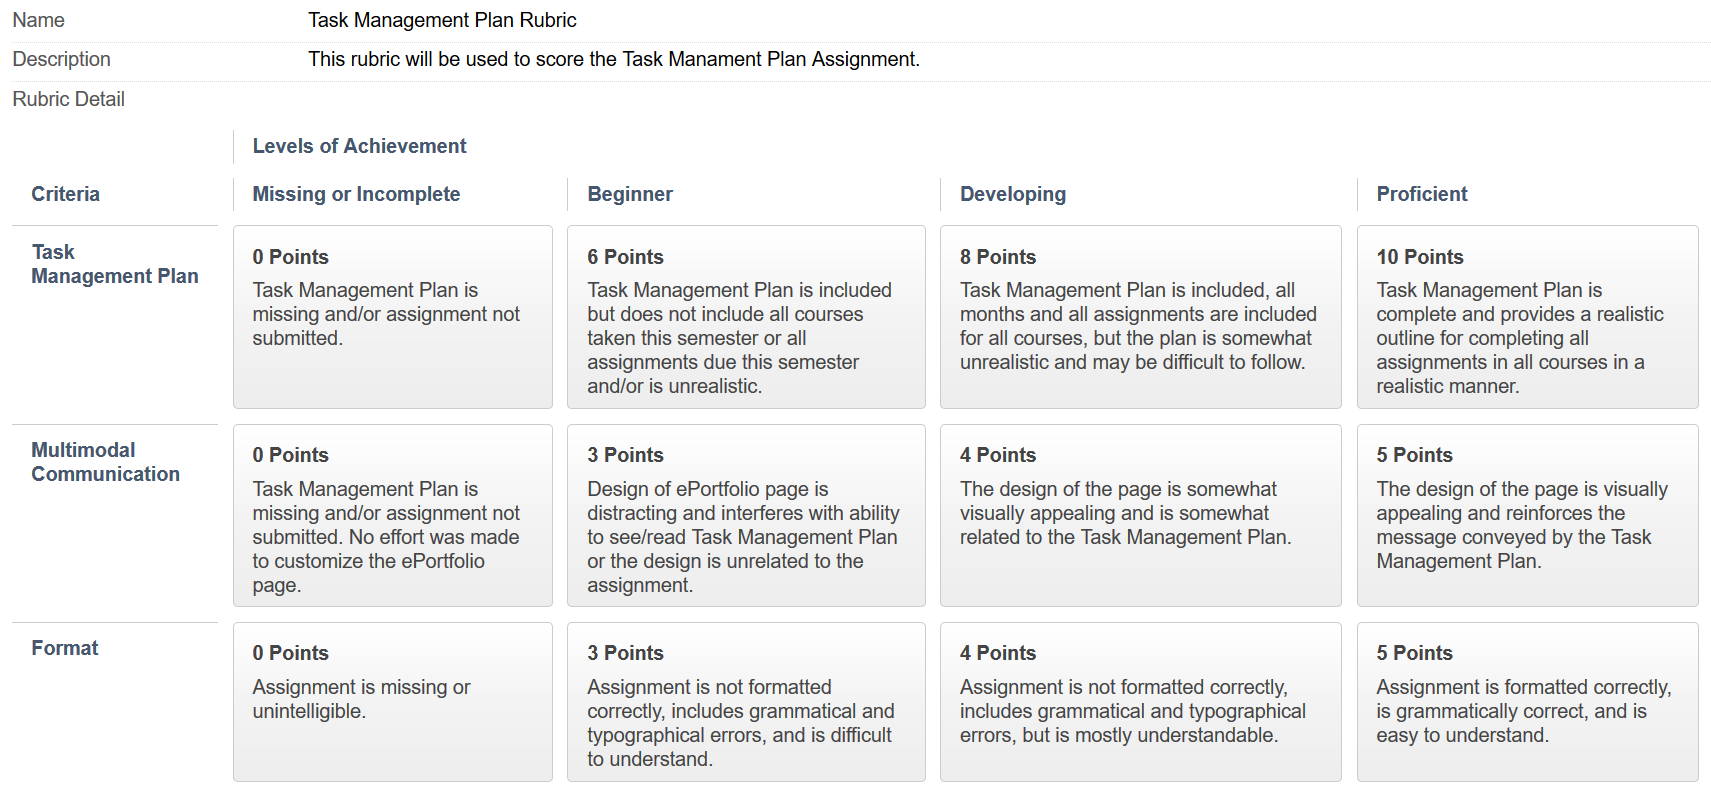 Name Task Management Plan Rubric
Description This rubric will be used to score the Task Manament Plan Assignment.
Rubric Detail
Levels of Achievement
Criteria Missing or Incomplete Beginner Developing Proficient
Task
Management Plan
0 Points
Task Management Plan is
missing and/or assignment not
submitted.
6 Points
Task Management Plan is included
but does not include all courses
taken this semester or all
assignments due this semester
and/or is unrealistic.
8 Points
Task Management Plan is included, all
months and all assignments are included
for all courses, but the plan is somewhat
unrealistic and may be difficult to follow.
10 Points
Task Management Plan is
complete and provides a realistic
outline for completing all
assignments in all courses in a
realistic manner.
Multimodal
Communication
0 Points
Task Management Plan is
missing and/or assignment not
submitted. No effort was made
to customize the ePortfolio
page.
3 Points
Design of ePortfolio page is
distracting and interferes with ability
to see/read Task Management Plan
or the design is unrelated to the
assignment.
4 Points
The design of the page is somewhat
visually appealing and is somewhat
related to the Task Management Plan.
5 Points
The design of the page is visually
appealing and reinforces the
message conveyed by the Task
Management Plan.
Format
0 Points
Assignment is missing or
unintelligible.
3 Points
Assignment is not formatted
correctly, includes grammatical and
typographical errors, and is difficult
to understand.
4 Points
Assignment is not formatted correctly,
includes grammatical and typographical
errors, but is mostly understandable.
5 Points
Assignment is formatted correctly,
is grammatically correct, and is
easy to understand.